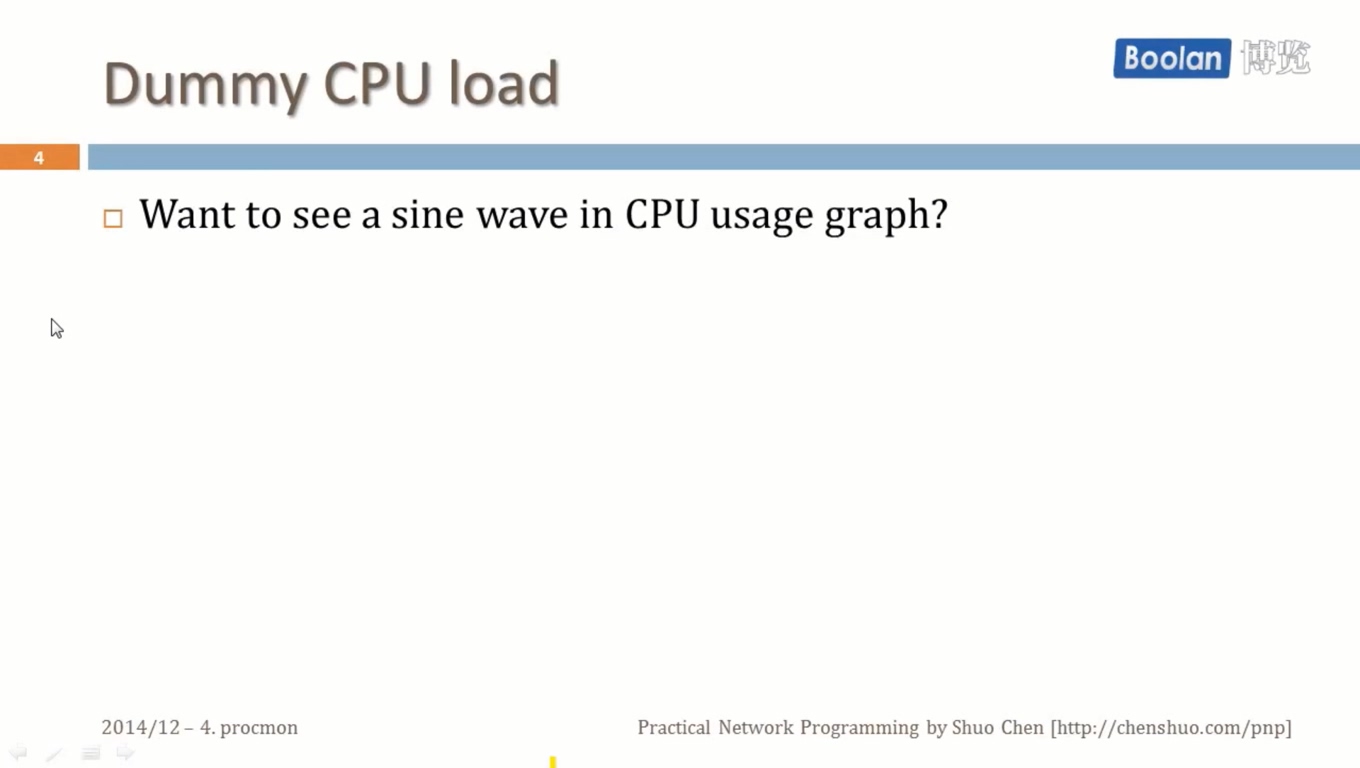 Boolan 博览
Dummy CPU load
4
Want to see a sine wave in CPU usage graph?
2014/12 – 4. procmon
Practical Network Programming by Shuo Chen [http://chenshuo.com/pnp]